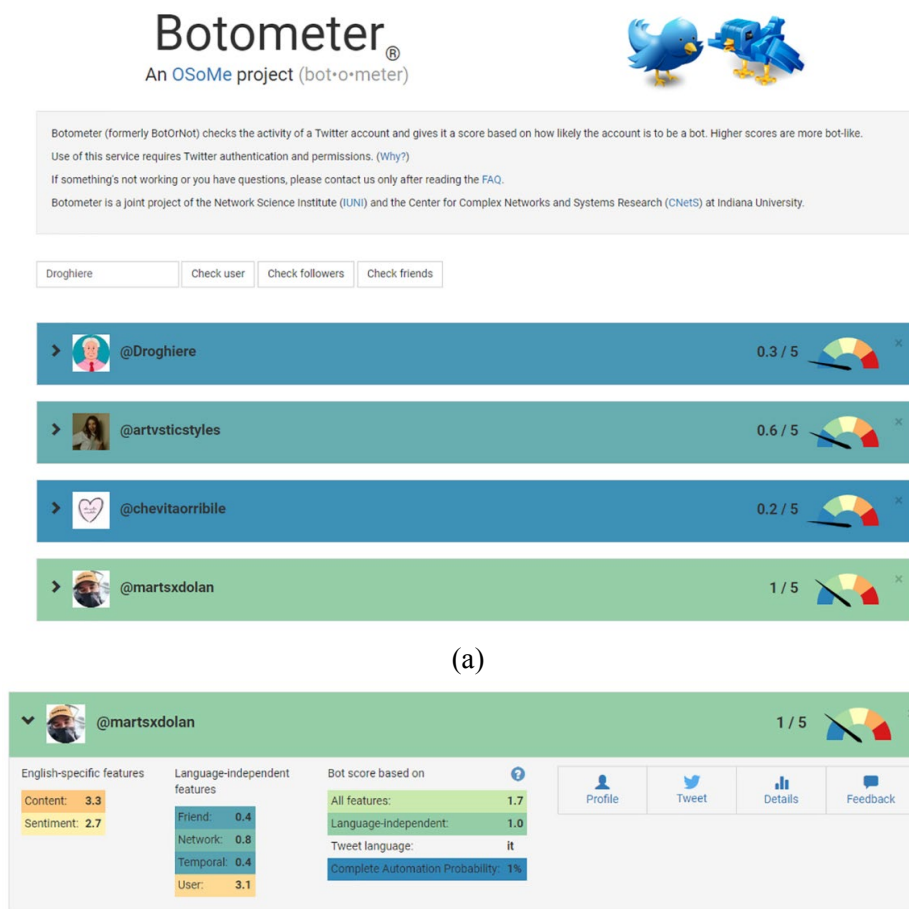 Botometer®
An OSoMe project (bot•o•meter)
Botometer (formerly BotOrNot) checks the activity of a Twitter account and gives it a score based on how likely the account is to be a bot. Higher scores are more bot-like.
Use of this service requires Twitter authentication and permissions. (Why?)
If something's not working or you have questions, please contact us only after reading the FAQ.
Botometer is a joint project of the Network Science Institute (IUNI) and the Center for Complex Networks and Systems Research (CNetS) at Indiana University.
Droghiere Check user Check followers Check friends
@Droghiere 0.3 / 5 ×
@artvsticstyles 0.6 / 5 ×
@chevitaorribile 0.2 / 5 ×
@martsxdolan 1 / 5 ×
(a)
@martsxdolan 1 / 5
English-specific features
Content: 3.3
Sentiment: 2.7
Language-independent
features
Friend: 0.4
Network: 0.8
Temporal: 0.4
User: 3.1
Bot score based on ?
All features: 1.7
Language-independent: 1.0
Tweet language: it
Complete Automation Probability: 1%
Profile Tweet Details Feedback